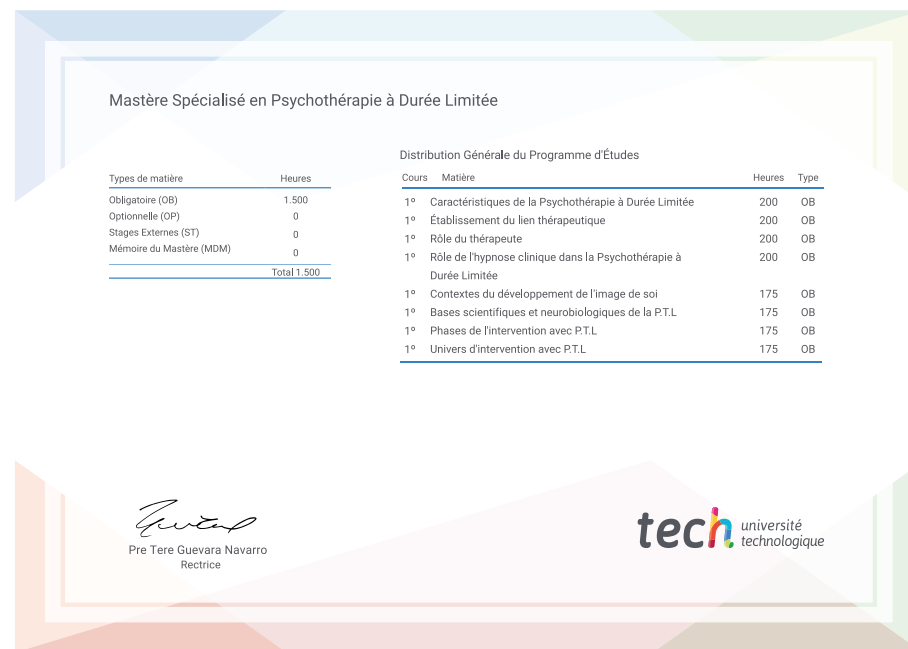 Mastère Spécialisé en Psychothérapie à Durée Limitée
Types de matière Heures
Obligatoire (OB) 1.500
Optionnelle (OP) 0
Stages Externes (ST) 0
Mémoire du Mastère (MDM) 0
Total 1.500
Distribution Générale du Programme d'Études
Cours Matière Heures Type
1º Caractéristiques de la Psychothérapie à Durée Limitée 200 OB
1º Établissement du lien thérapeutique 200 OB
1º Rôle du thérapeute 200 OB
1º Rôle de l'hypnose clinique dans la Psychothérapie à 200 OB
Durée Limitée
1º Contextes du développement de l'image de soi 175 OB
1º Bases scientifiques et neurobiologiques de la P.T.L 175 OB
1º Phases de l'intervention avec P.T.L 175 OB
1º Univers d'intervention avec P.T.L 175 OB
Pre Tere Guevara Navarro
Rectrice
tech université
technologique